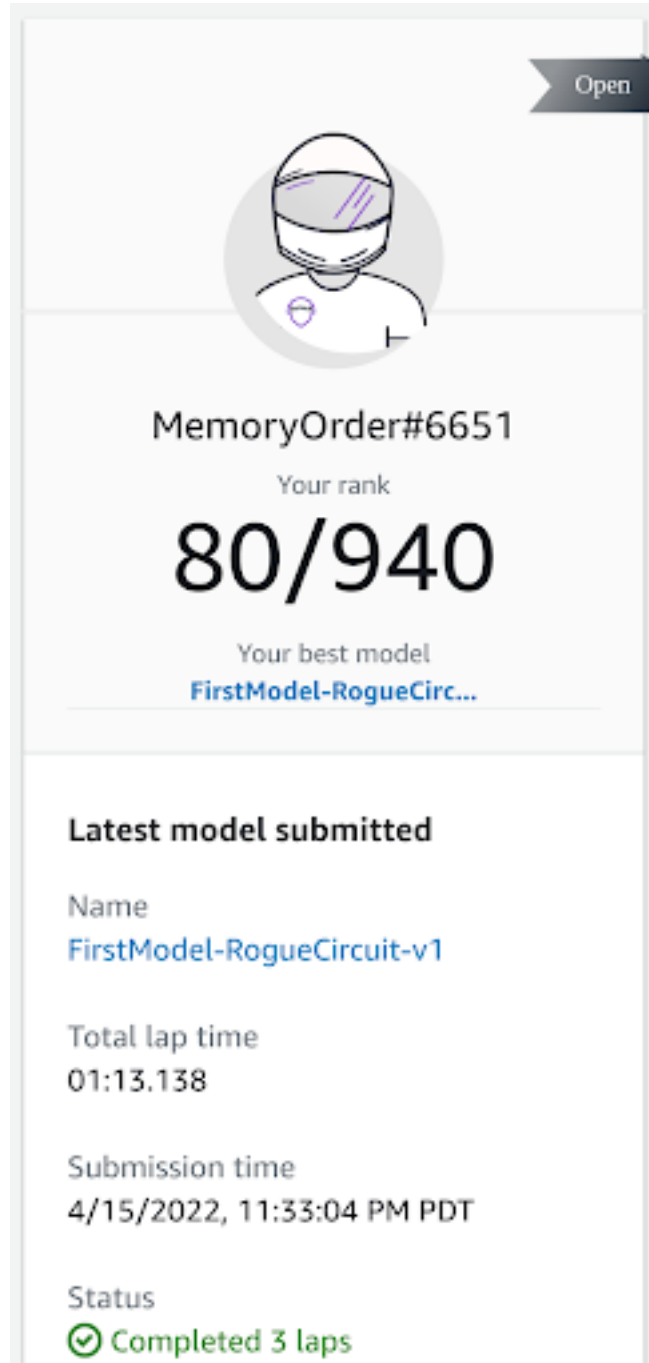 Open
MemoryOrder#6651
Your rank
80/940
Your best model
FirstModel-RogueCirc...
Latest model submitted
Name
FirstModel-RogueCircuit-v1
Total lap time
01:13.138
Submission time
4/15/2022, 11:33:04 PM PDT
Status
Completed 3 laps